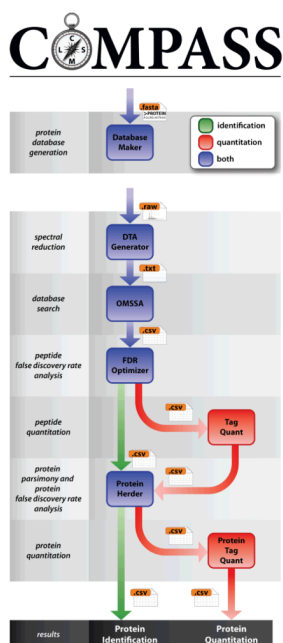 COMPASS
C
L
S
M
.fasta
>PROTEIN
protein
database
generation
Database
Maker
identification
quantitation
both
.raw
spectral
reduction
DTA
Generator
.txt
database
search
OMSSA
.csv
peptide
false discovery rate
analysis
FDR
Optimizer
.csv
peptide
quantitation
Tag
Quant
.csv
.csv
protein
parsimony and
protein
false discovery rate
analysis
Protein
Herder
.csv
protein
quantitation
Protein
Tag
Quant
.csv
.csv
results
Protein
Identification
Protein
Quantitation